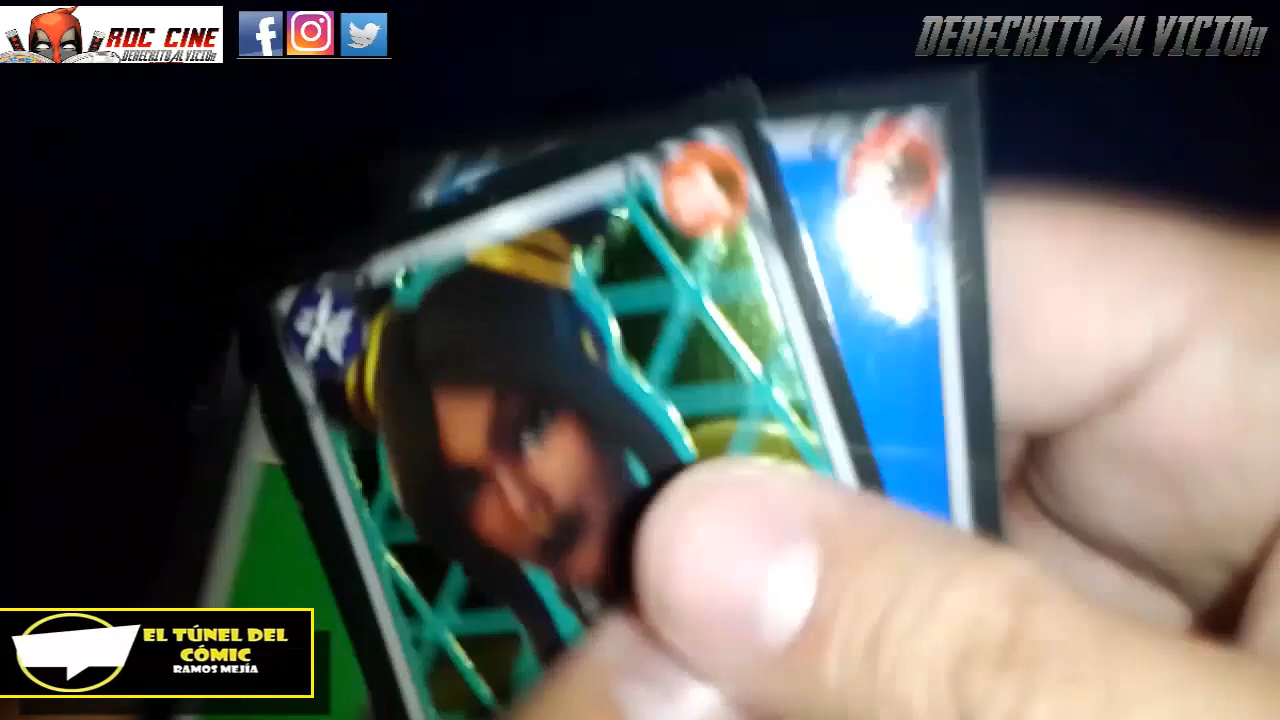 ROC CINE
DERECHITO AL VICIO!!
DERECHITO AL VICIO!!
EL TÚNEL DEL
CÓMIC
RAMOS MEJÍA